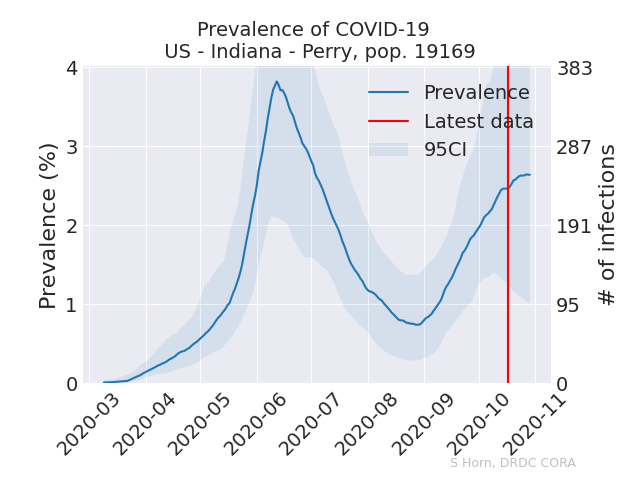 Prevalence of COVID-19
US - Indiana - Perry, pop. 19169
4
3
2
1
0
383
287
191
95
0
Prevalence (%)
# of infections
Prevalence
Latest data
95CI
2020-03
2020-04
2020-05
2020-06
2020-07
2020-08
2020-09
2020-10
2020-11
S Horn, DRDC CORA